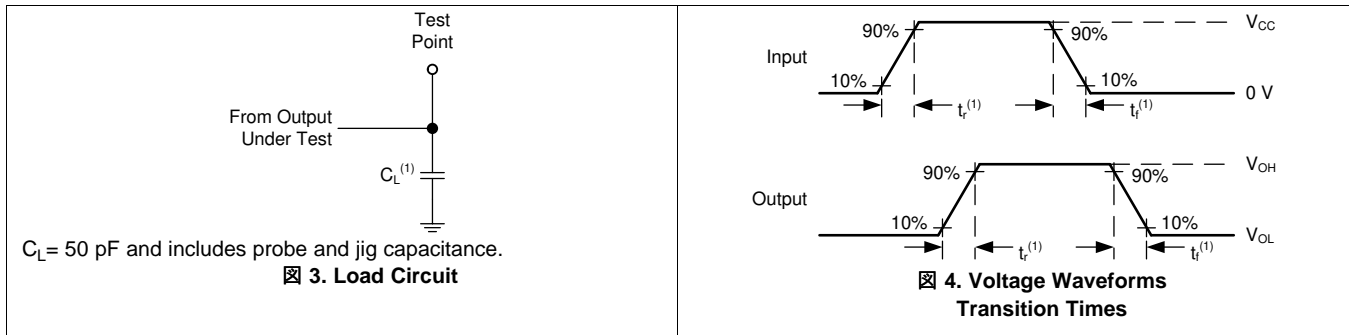 Test
Point
From Output
Under Test
C_L^(1)
C_L= 50 pF and includes probe and jig capacitance.
図 3. Load Circuit
V_CC
90%
90%
Input
10%
10%
0 V
t_r^(1)
t_f^(1)
V_OH
90%
90%
Output
10%
10%
V_OL
t_r^(1)
t_f^(1)
図 4. Voltage Waveforms
Transition Times